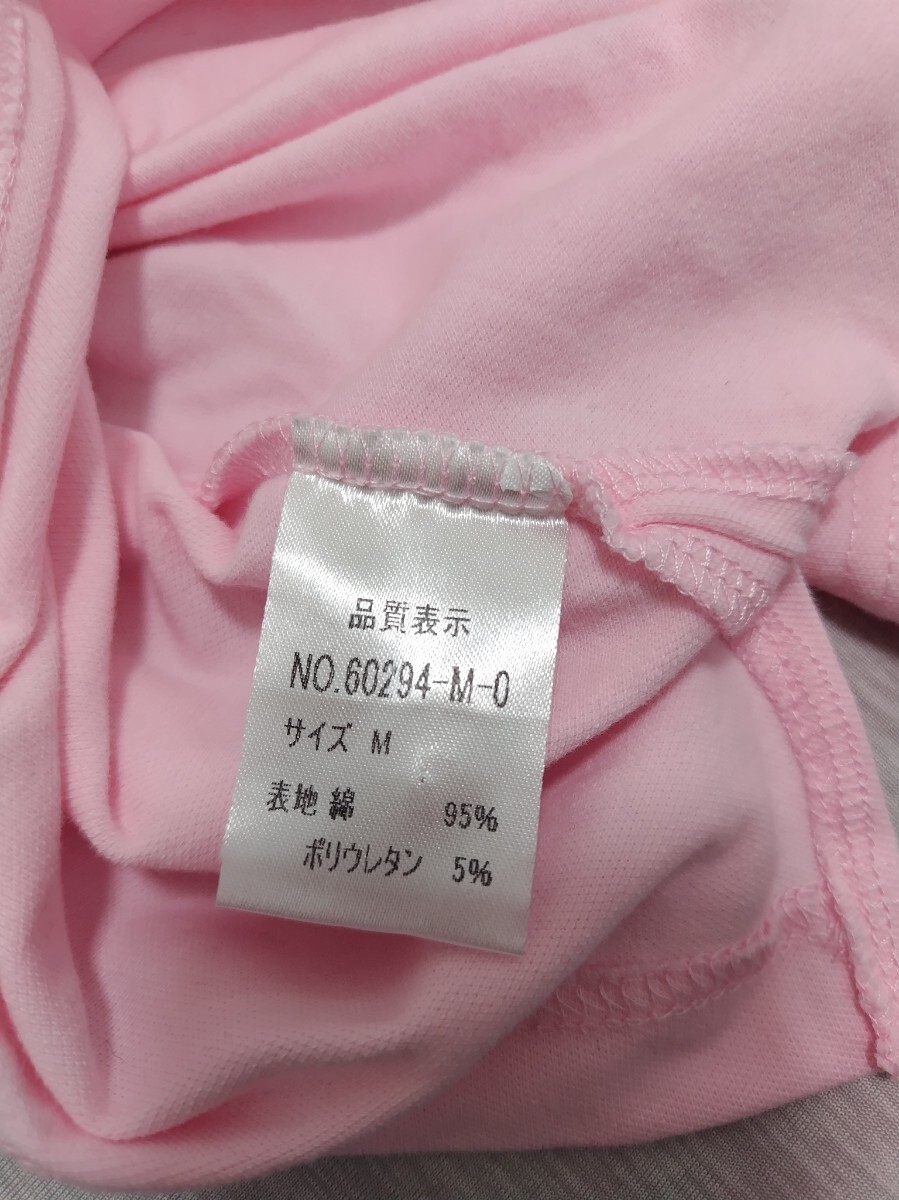 品質表示
NO.60294-M-0
サイズ M
表地 綿 95%
ポリウレタン 5%